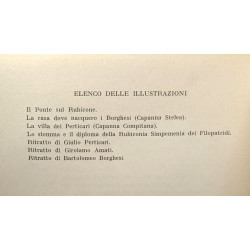 ELENCO DELLE ILLUSTRAZIONI
Il Ponte sul Rubicone.
La casa dove nacquero i Borghesi (Capanna Stefen).
La villa dei Perticari (Capanna Compitana).
Lo stemma e il diploma della Rubiconia Simpemenia dei Filopatridi.
Ritratto di Giulio Perticari.
Ritratto di Girolamo Amati.
Ritratto di Bartolomeo Borghesi